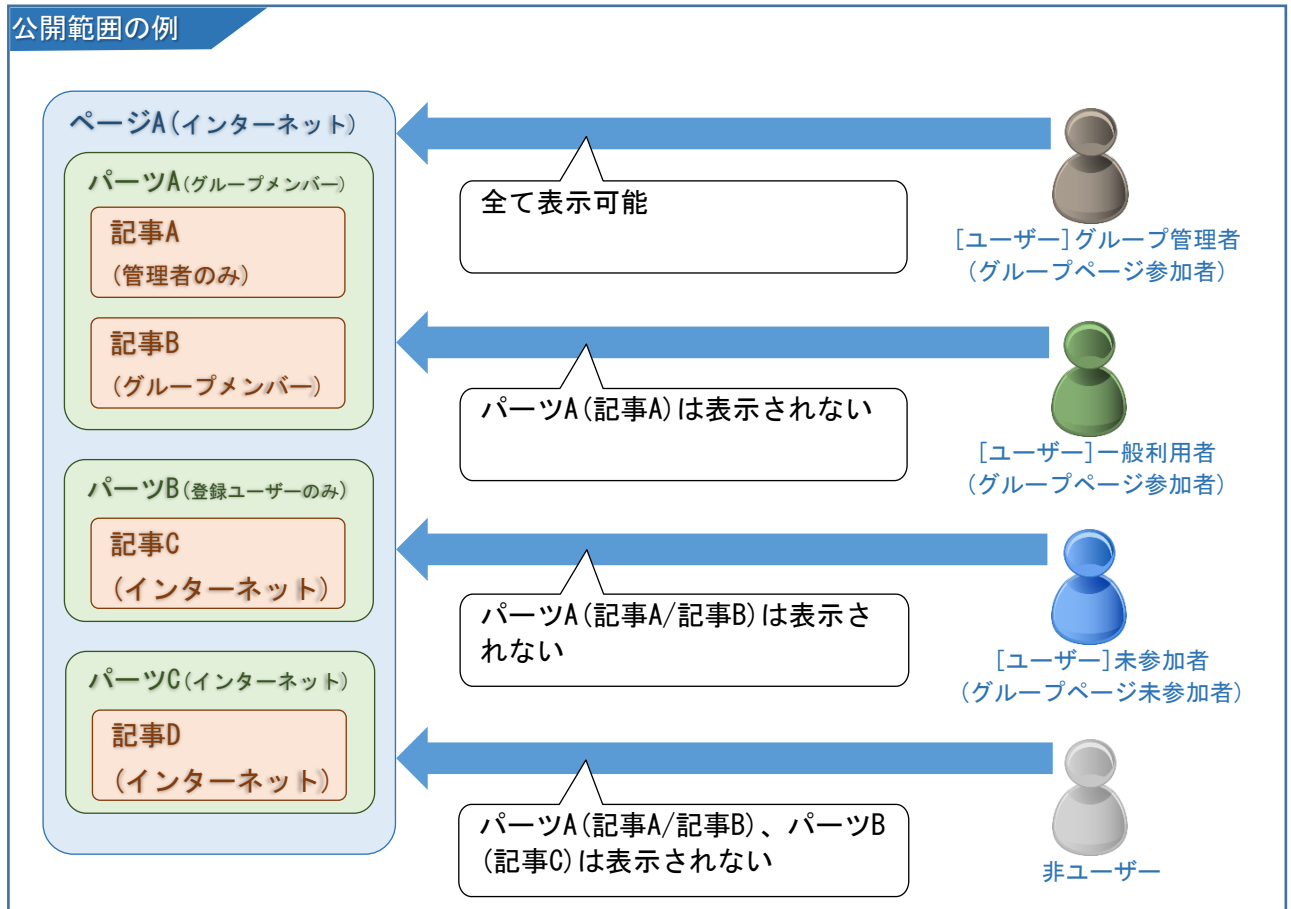 公開範囲の例
ページA(インターネット)
パーツA(グループメンバー)
記事A
(管理者のみ)
記事B
(グループメンバー)
パーツB(登録ユーザーのみ)
記事C
(インターネット)
パーツC(インターネット)
記事D
(インターネット)
全て表示可能
[ユーザー]グループ管理者
(グループページ参加者)
パーツA(記事A)は表示されない
[ユーザー]一般利用者
(グループページ参加者)
パーツA(記事A/記事B)は表示さ
れない
[ユーザー]未参加者
(グループページ未参加者)
パーツA(記事A/記事B)、パーツB
(記事C)は表示されない
非ユーザー